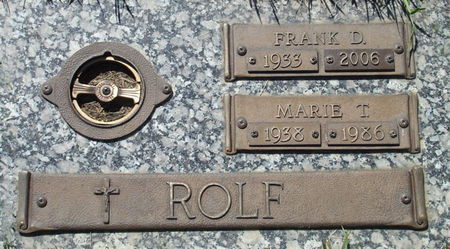 FRANK D.
1933 2006
MARIE T.
1938 1986
ROLF